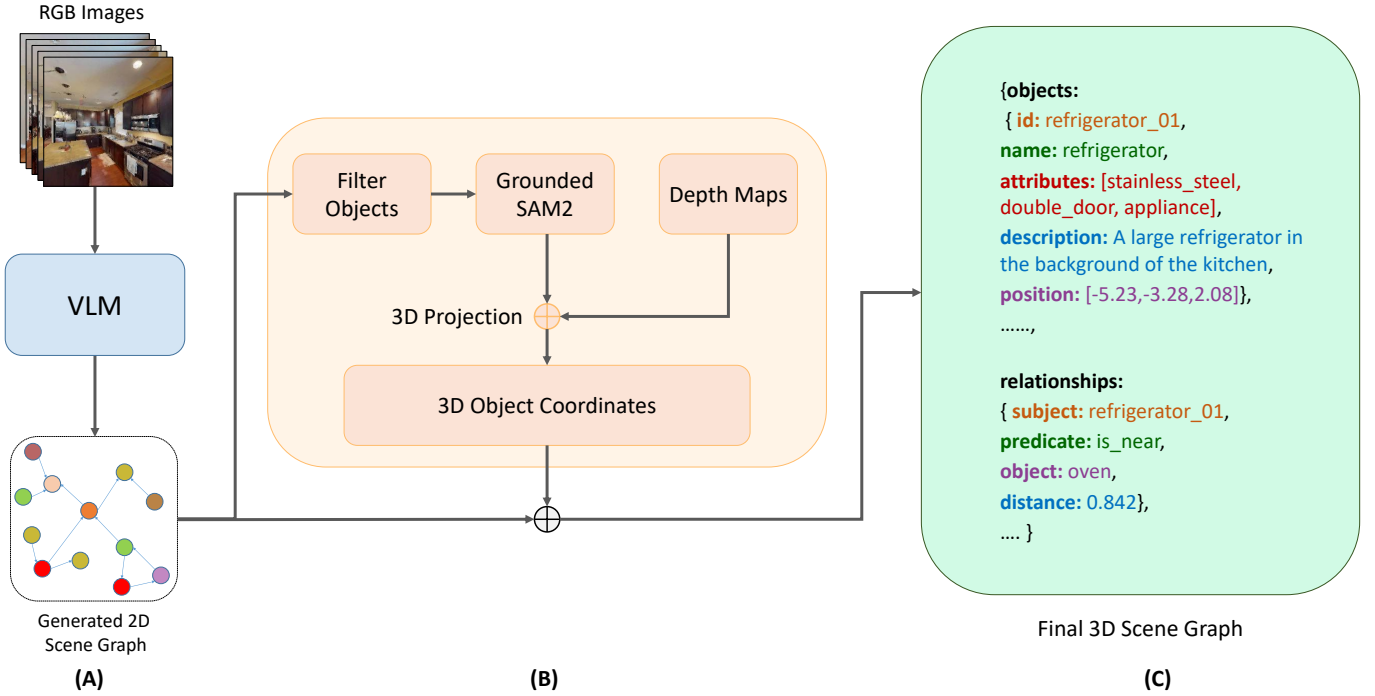 RGB Images
VLM
Generated 2D
Scene Graph
(A)
Filter
Objects
Grounded
SAM2
Depth Maps
3D Projection
3D Object Coordinates
(B)
{objects:
{ id: refrigerator_01,
name: refrigerator,
attributes: [stainless_steel,
double_door, appliance],
description: A large refrigerator in
the background of the kitchen,
position: [-5.23,-3.28,2.08]},
……,
relationships:
{ subject: refrigerator_01,
predicate: is_near,
object: oven,
distance: 0.842},
…. }
Final 3D Scene Graph
(C)